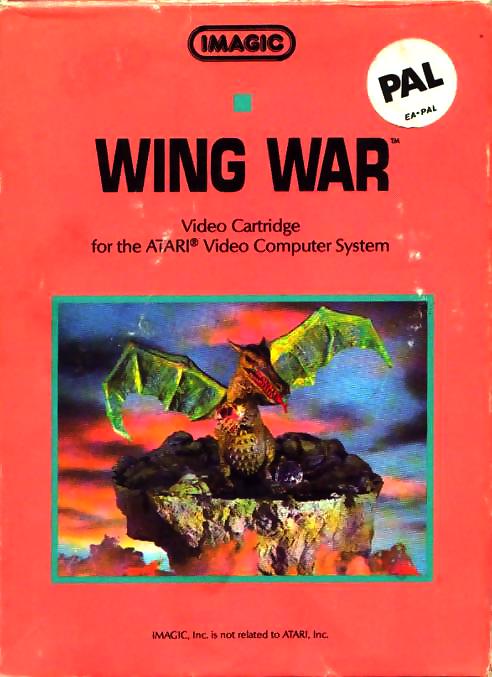 IMAGIC
PAL
EA-PAL
WING WAR™
Video Cartridge
for the ATARI® Video Computer System
IMAGIC, Inc. is not related to ATARI, Inc.